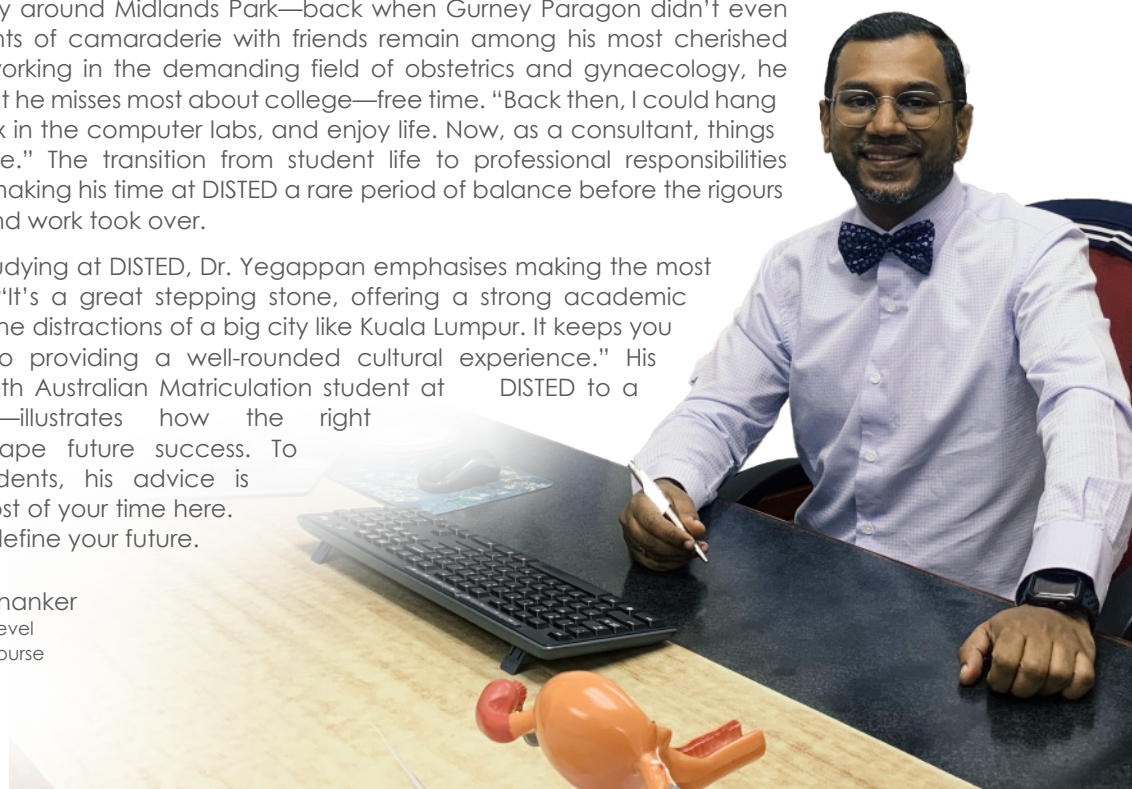 y around Midlands Park—back when Gurney Paragon didn’t even
nts of camaraderie with friends remain among his most cherished
working in the demanding field of obstetrics and gynaecology, he
t he misses most about college—free time. “Back then, I could hang
x in the computer labs, and enjoy life. Now, as a consultant, things
e.” The transition from student life to professional responsibilities
making his time at DISTED a rare period of balance before the rigours
nd work took over.
udying at DISTED, Dr. Yegappan emphasises making the most
“It’s a great stepping stone, offering a strong academic
he distractions of a big city like Kuala Lumpur. It keeps you
o providing a well-rounded cultural experience.” His
th Australian Matriculation student at DISTED to a
—illustrates how the right
ape future success. To
dents, his advice is
ost of your time here.
define your future.
hanker
evel
ourse